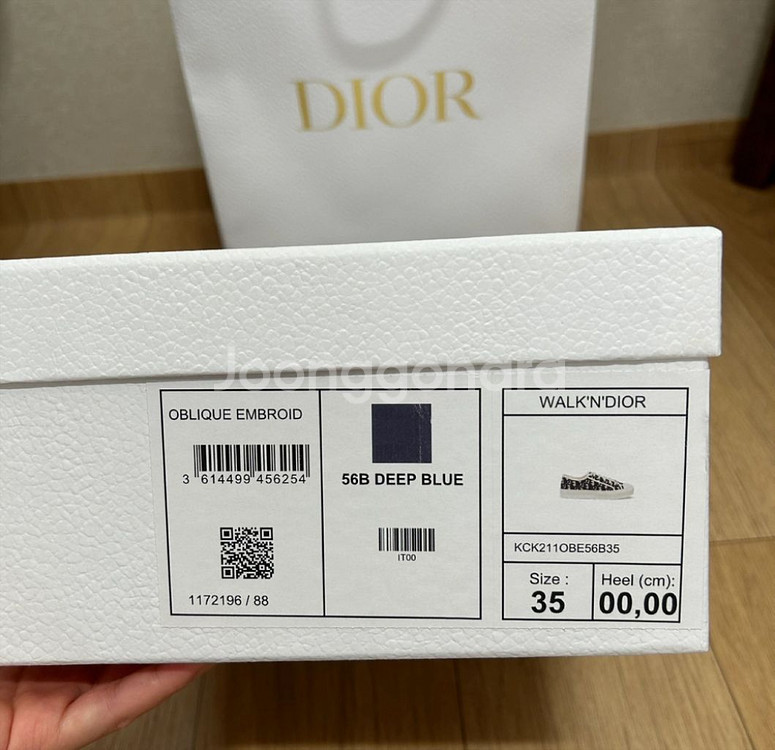 DIOR
Joonggonara
OBLIQUE EMBROID
3 614499 456254
1172196 / 88
56B DEEP BLUE
IT00
WALK'N'DIOR
KCK211OBE56B35
Size :
35
Heel (cm):
00,00